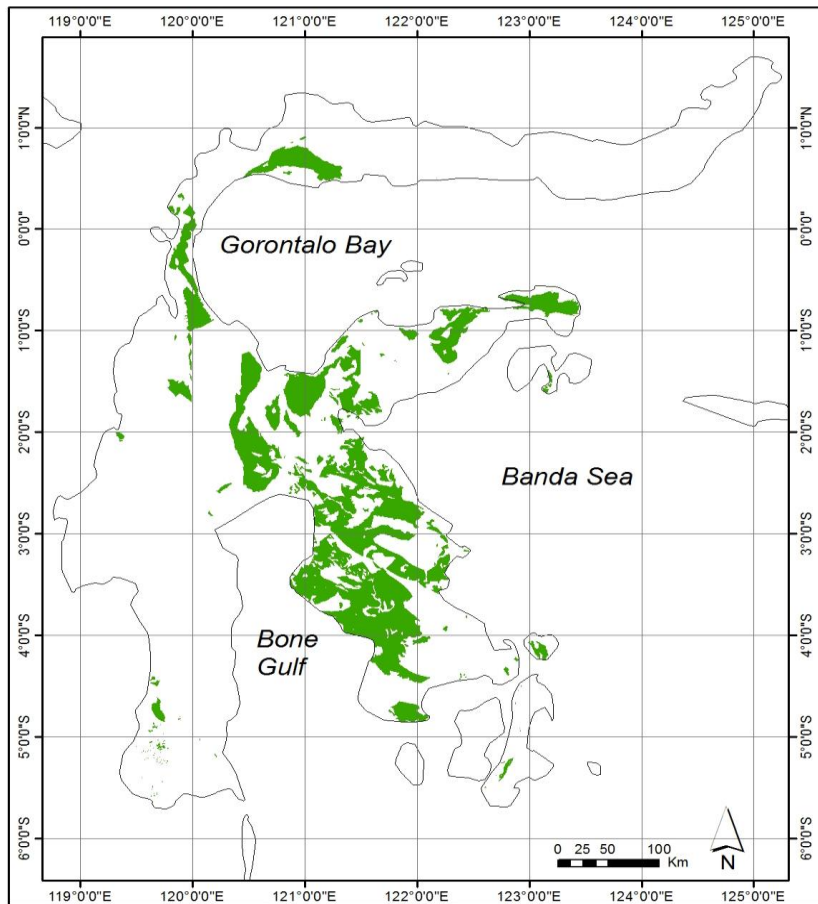 119°0'0"E 120°0'0"E 121°0'0"E 122°0'0"E 123°0'0"E 124°0'0"E 125°0'0"E
1°0'0"N 1°0'0"N
0°0'0" 0°0'0"
Gorontalo Bay
1°0'0"S 1°0'0"S
2°0'0"S 2°0'0"S
Banda Sea
3°0'0"S 3°0'0"S
4°0'0"S 4°0'0"S
Bone
Gulf
5°0'0"S 5°0'0"S
6°0'0"S 6°0'0"S
0 25 50 100
Km
N
119°0'0"E 120°0'0"E 121°0'0"E 122°0'0"E 123°0'0"E 124°0'0"E 125°0'0"E